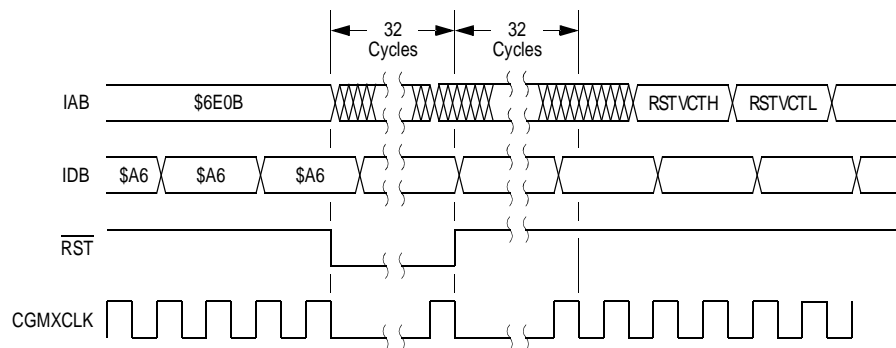 32
Cycles
32
Cycles
IAB
$6E0B
RSTVCTH
RSTVCTL
IDB
$A6
$A6
$A6
RST
CGMXCLK